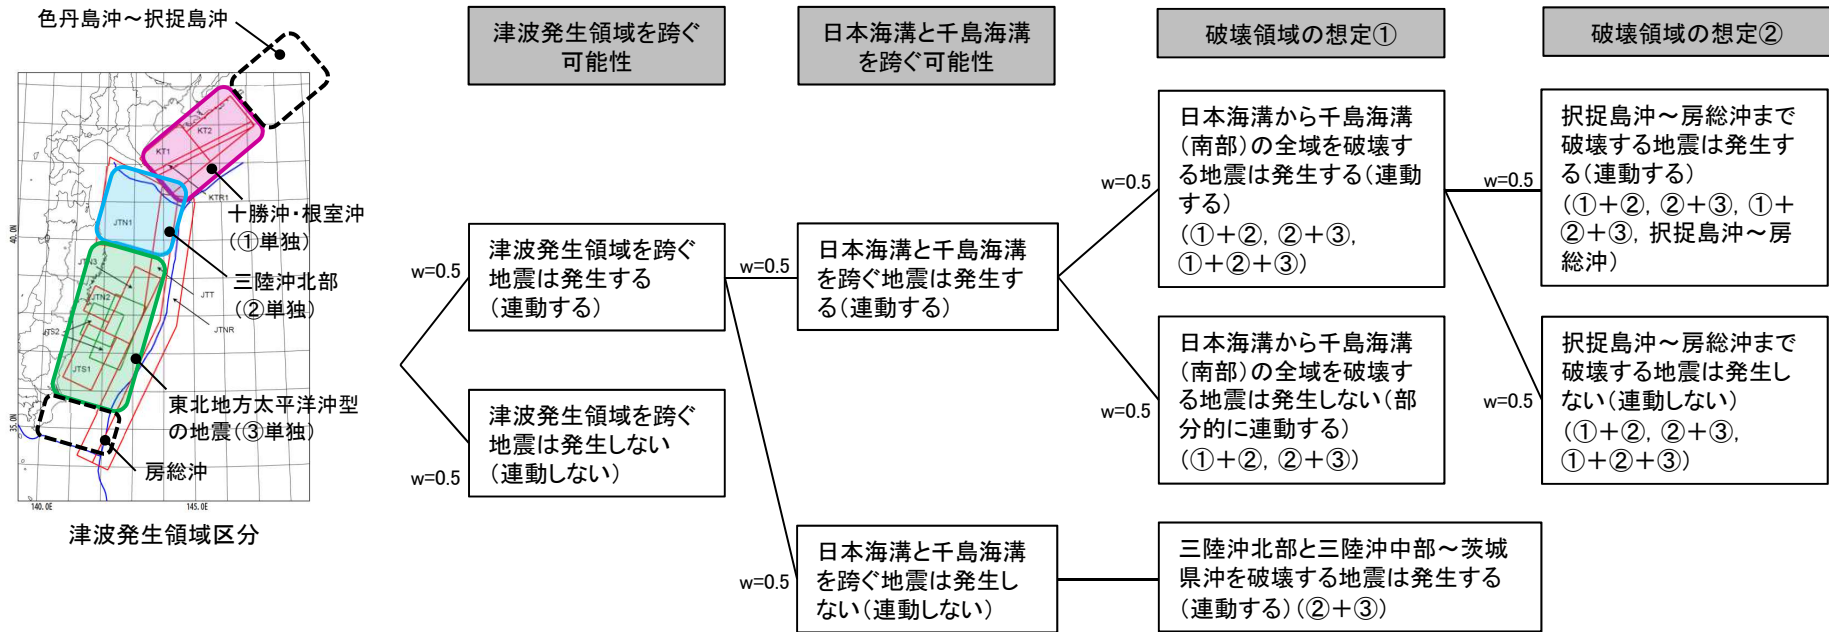 色丹島沖～択捉島沖
KT2
KT1
KTR1
十勝沖・根室沖
(①単独)
JTN1
三陸沖北部
(②単独)
JTN3
JTN2
JTT
JTS2
JTNR
JTS1
東北地方太平洋沖型
の地震(③単独)
房総沖
40.0N
35.0N
140.0E
145.0E
津波発生領域区分
津波発生領域を跨ぐ
可能性
日本海溝と千島海溝
を跨ぐ可能性
破壊領域の想定①
破壊領域の想定②
w=0.5
津波発生領域を跨ぐ
地震は発生する
(連動する)
w=0.5
津波発生領域を跨ぐ
地震は発生しない
(連動しない)
w=0.5
日本海溝と千島海溝
を跨ぐ地震は発生す
る(連動する)
w=0.5
日本海溝と千島海溝
を跨ぐ地震は発生し
ない(連動しない)
w=0.5
日本海溝から千島海溝
(南部)の全域を破壊す
る地震は発生する(連動
する)
(①+②, ②+③,
①+②+③)
w=0.5
日本海溝から千島海溝
(南部)の全域を破壊す
る地震は発生しない(部
分的に連動する)
(①+②, ②+③)
三陸沖北部と三陸沖中部～茨城
県沖を破壊する地震は発生する
(連動する)(②+③)
w=0.5
択捉島沖～房総沖まで
破壊する地震は発生す
る(連動する)
(①+②, ②+③, ①+
②+③, 択捉島沖～房
総沖)
w=0.5
択捉島沖～房総沖まで
破壊する地震は発生し
ない(連動しない)
(①+②, ②+③,
①+②+③)